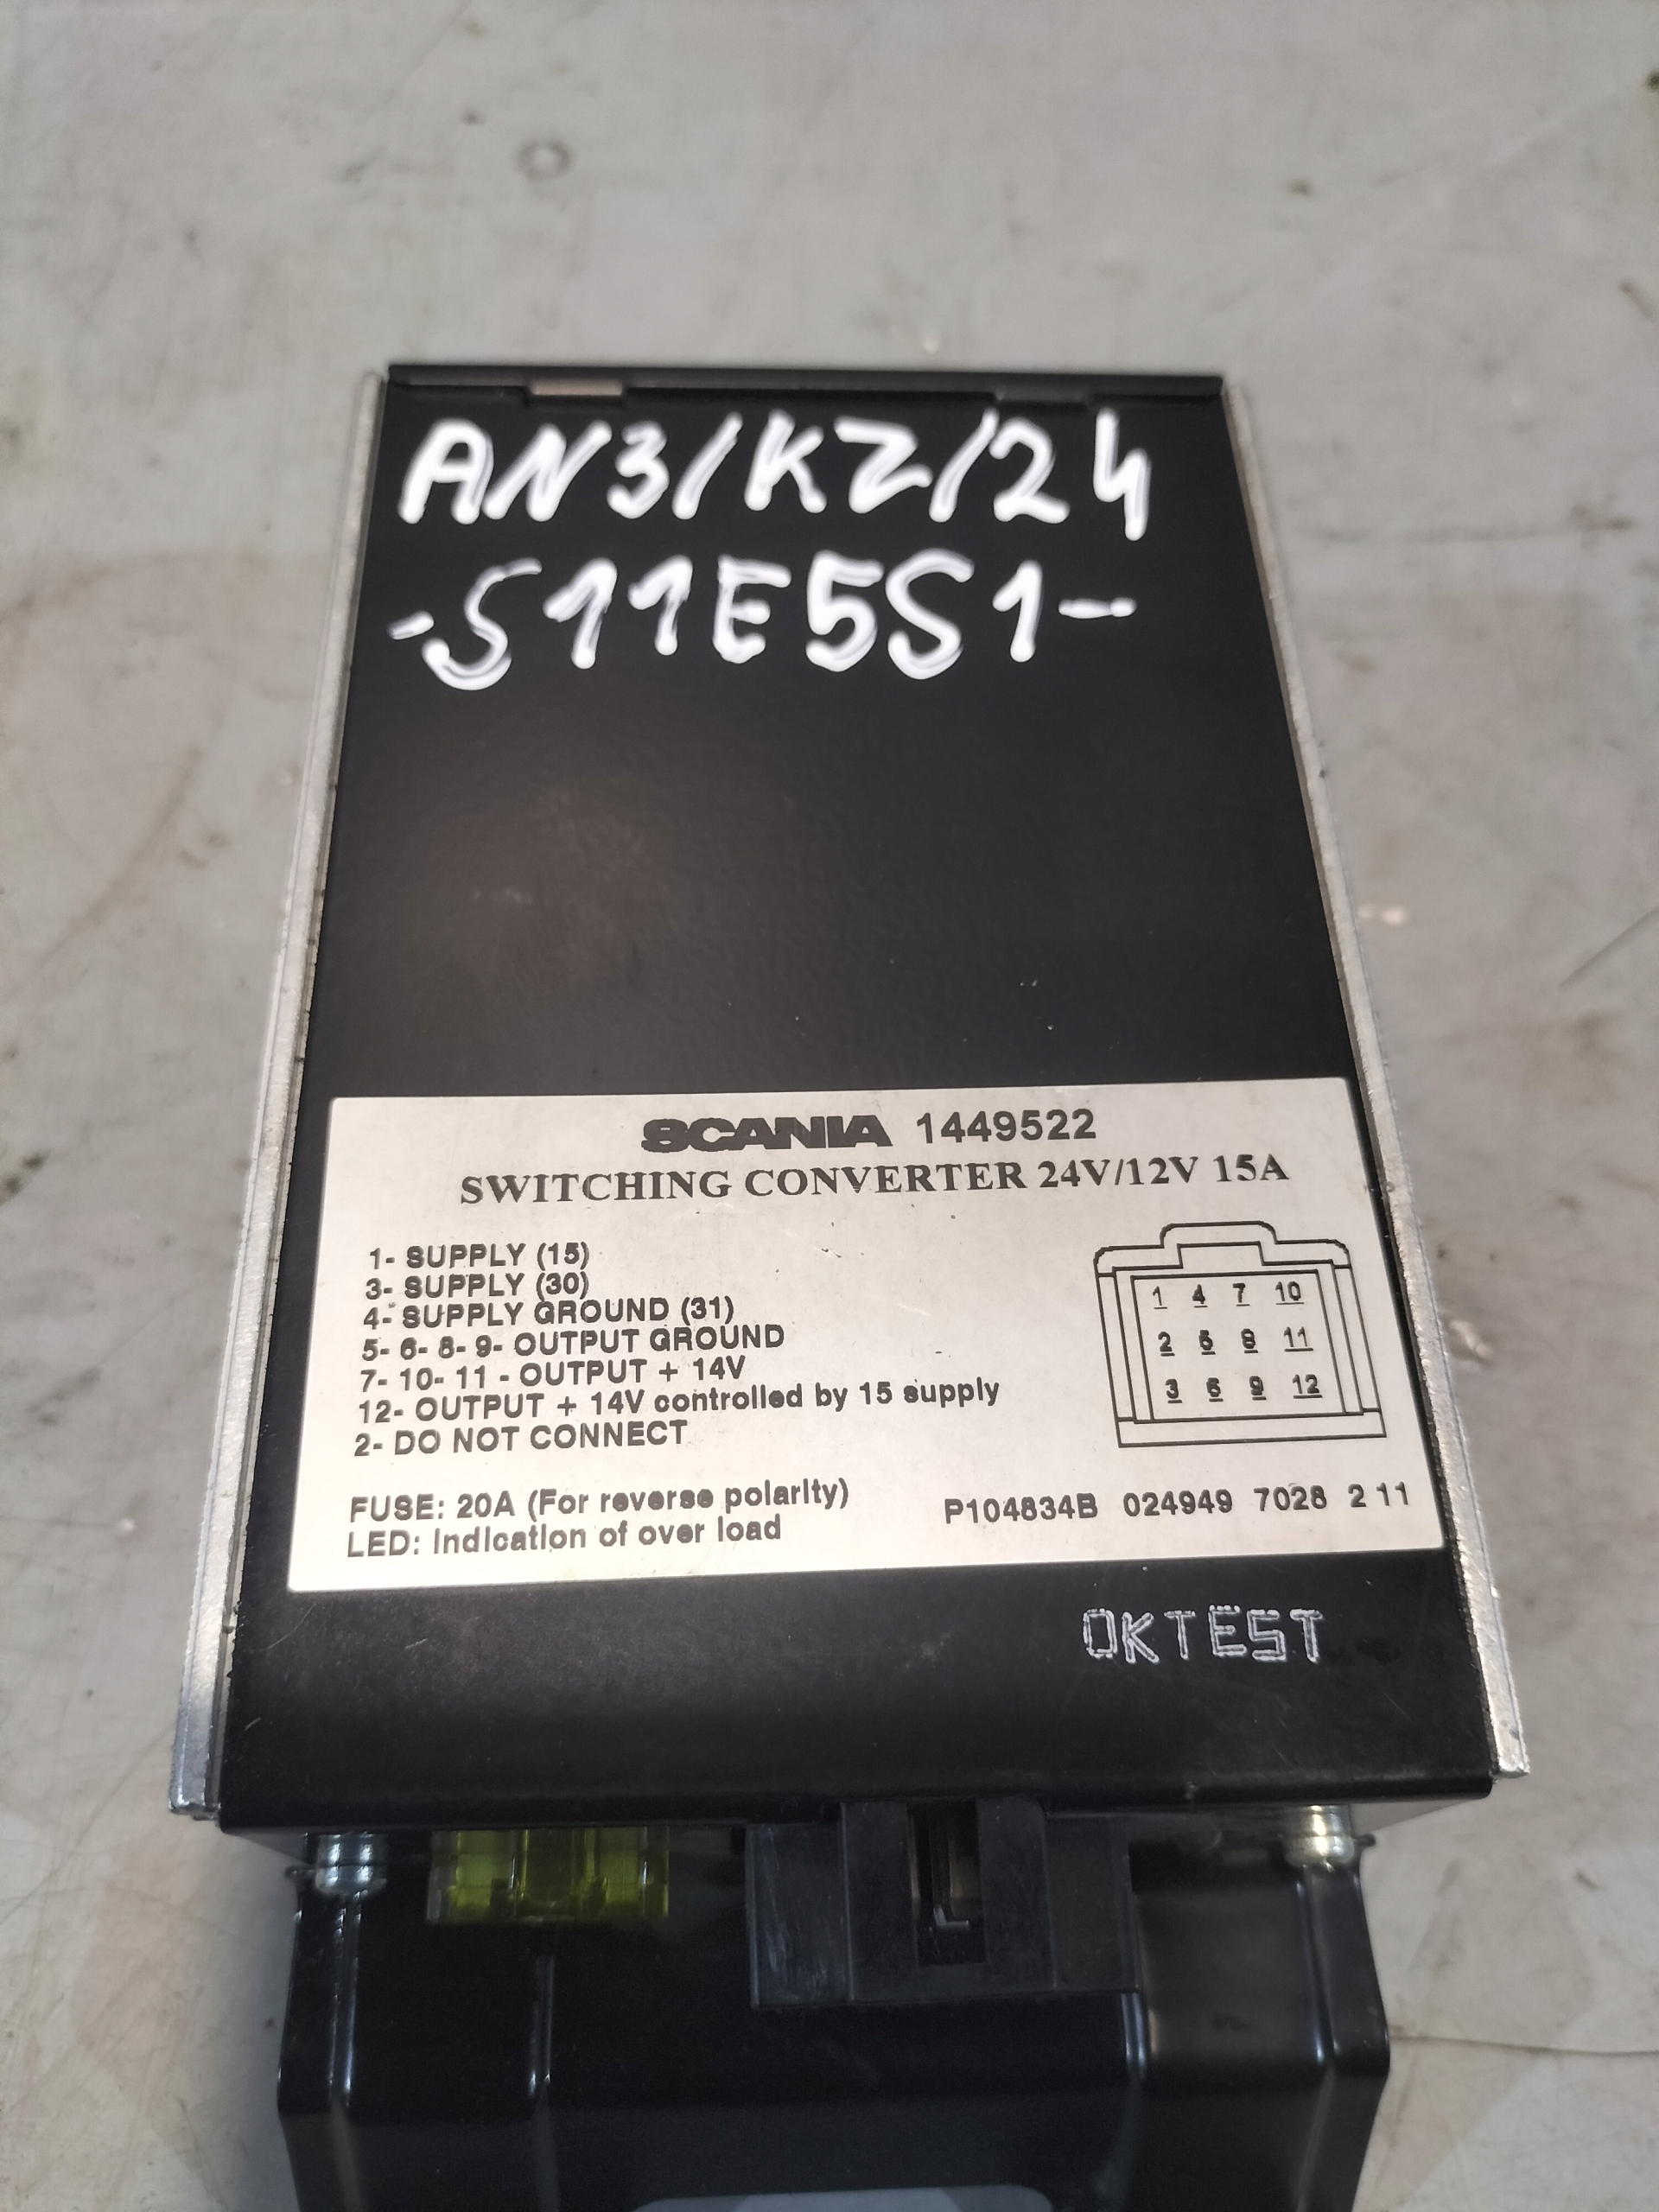 AN3/KZ/24
-S11E5S1-
SCANIA 1449522
SWITCHING CONVERTER 24V/12V 15A
1- SUPPLY (15)
3- SUPPLY (30)
4- SUPPLY GROUND (31)
5- 6- 8- 9- OUTPUT GROUND
7- 10- 11 - OUTPUT + 14V
12- OUTPUT + 14V controlled by 15 supply
2- DO NOT CONNECT
1 4 7 10
2 5 8 11
3 6 9 12
FUSE: 20A (For reverse polarity)
LED: Indication of over load
P104834B 024949 7028 2 11
OKTEST